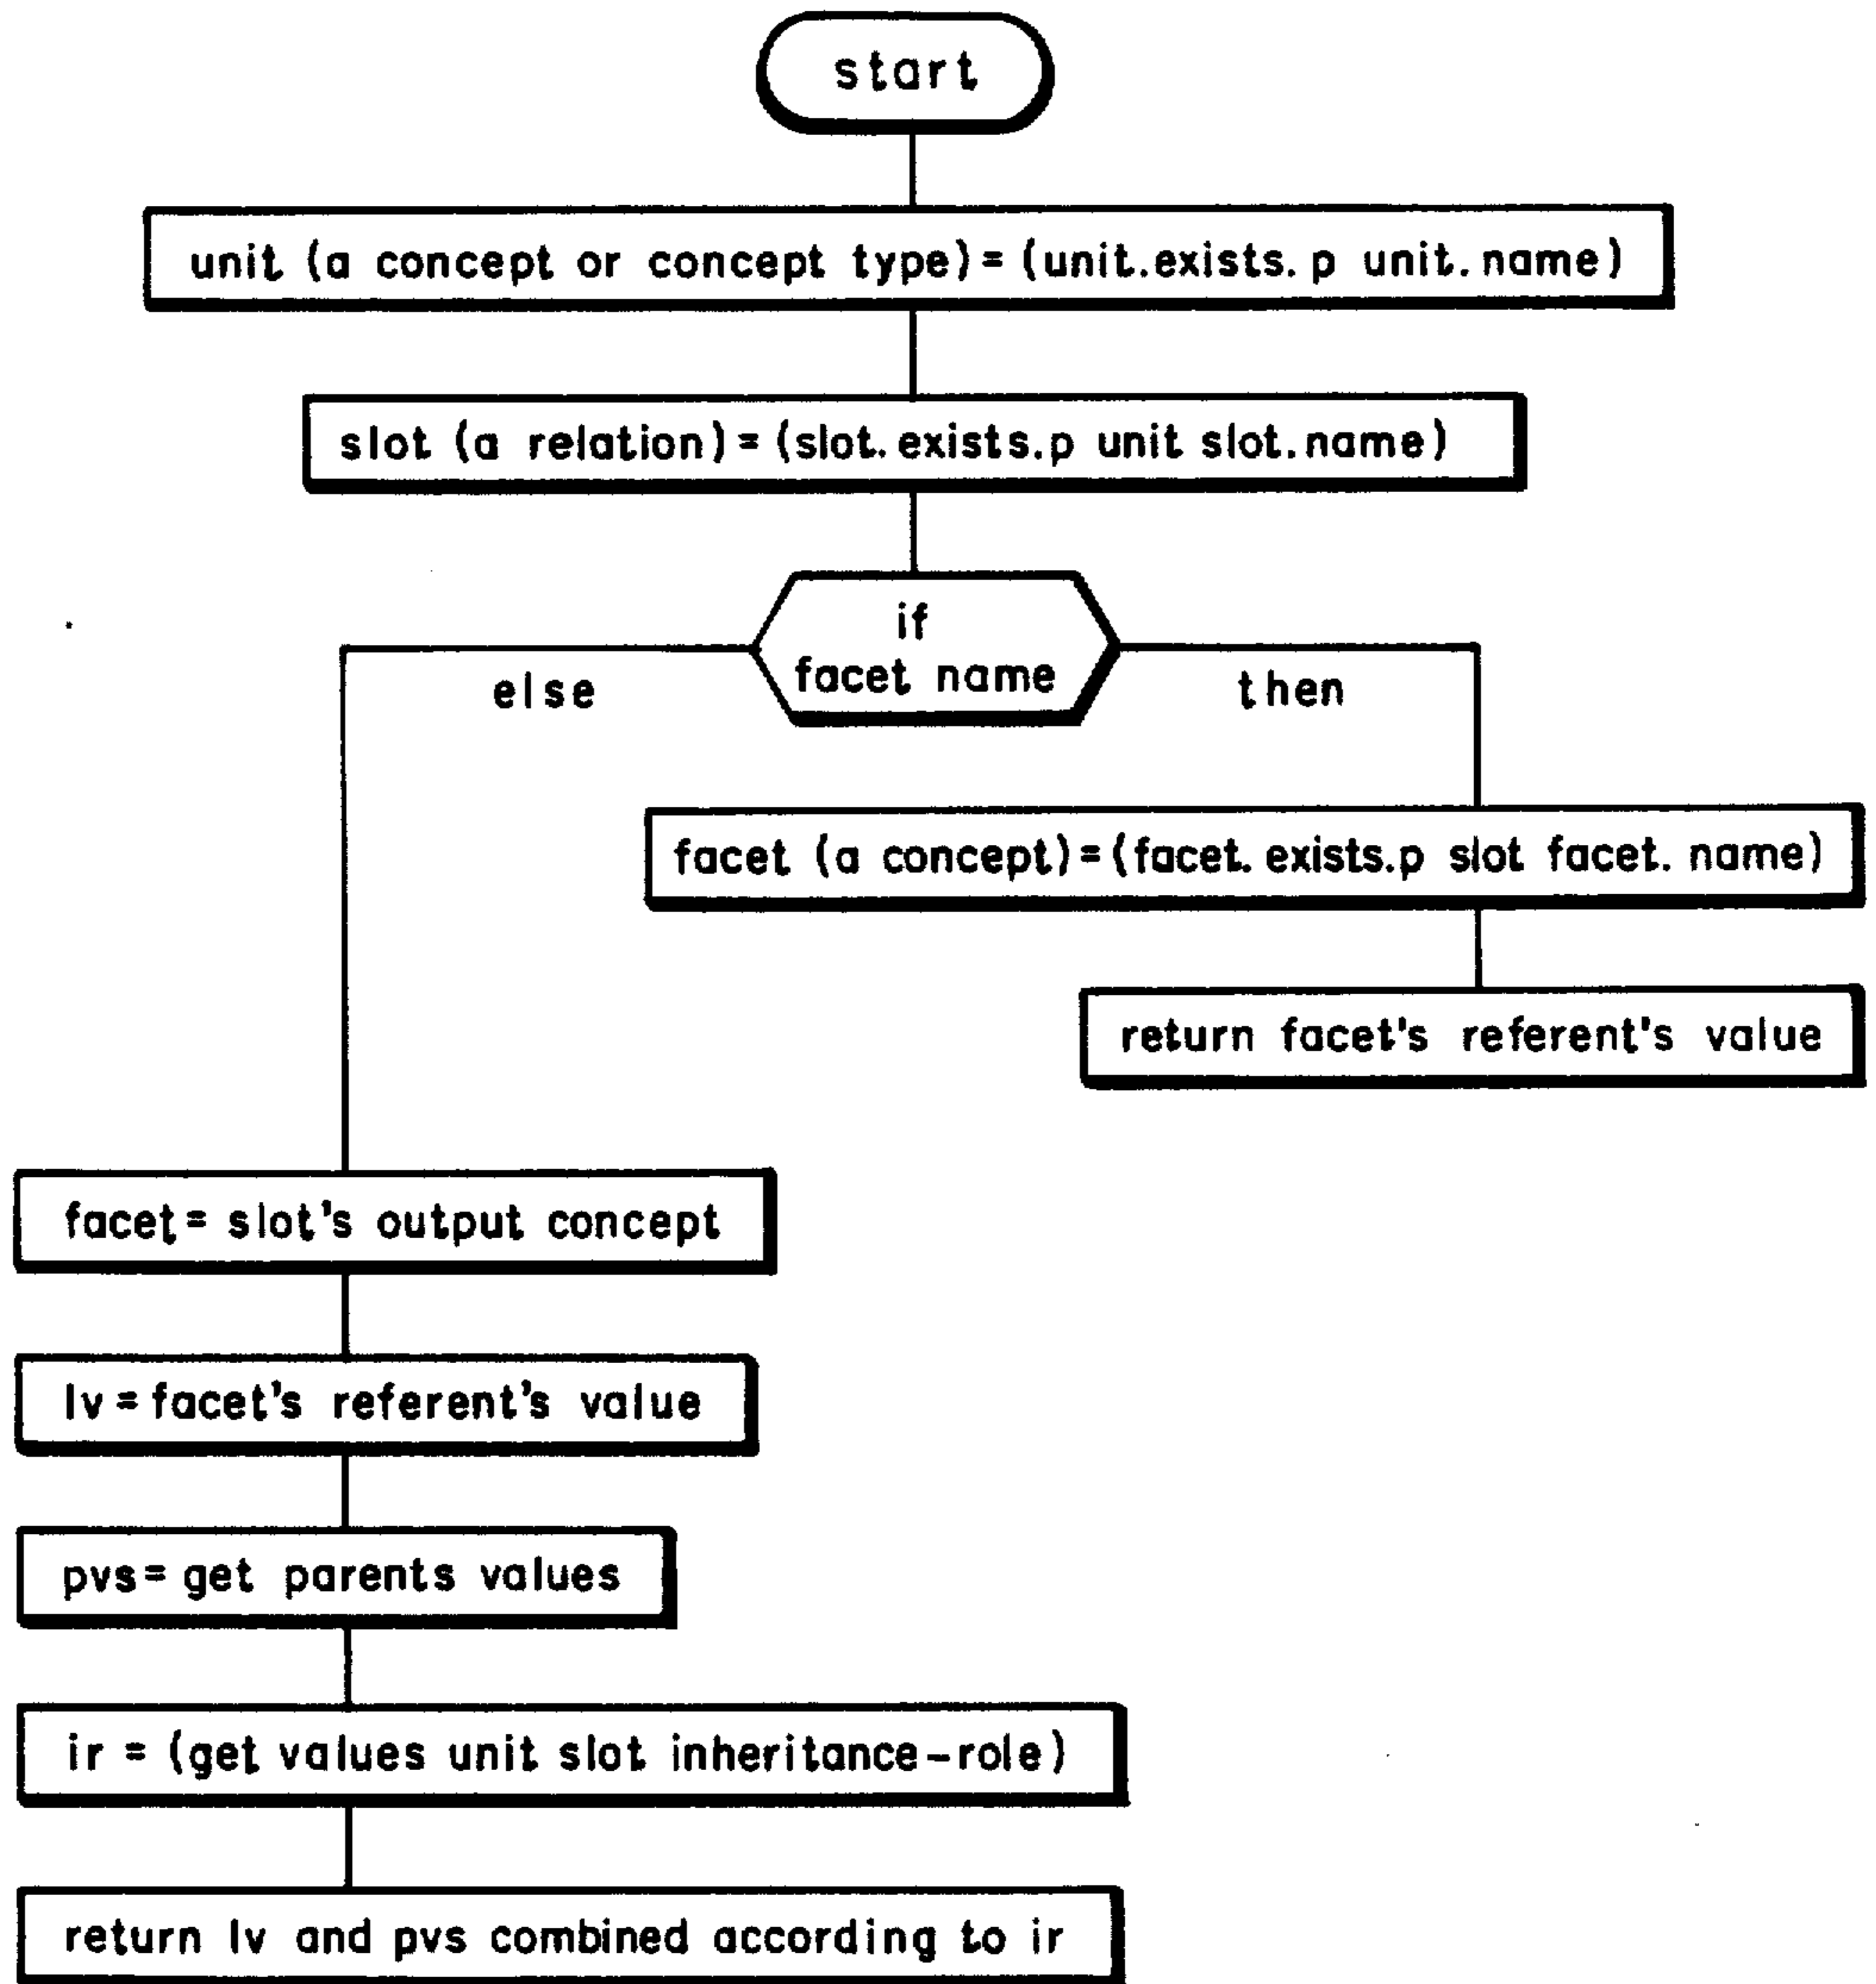 start
unit (a concept or concept type) = (unit.exists.p unit.name)
slot (a relation) = (slot.exists.p unit slot.name)
if
facet name
else
then
facet (a concept) = (facet.exists.p slot facet.name)
return facet's referent's value
facet = slot's output concept
lv = facet's referent's value
pvs = get parents values
ir = (get values unit slot inheritance-role)
return lv and pvs combined according to ir